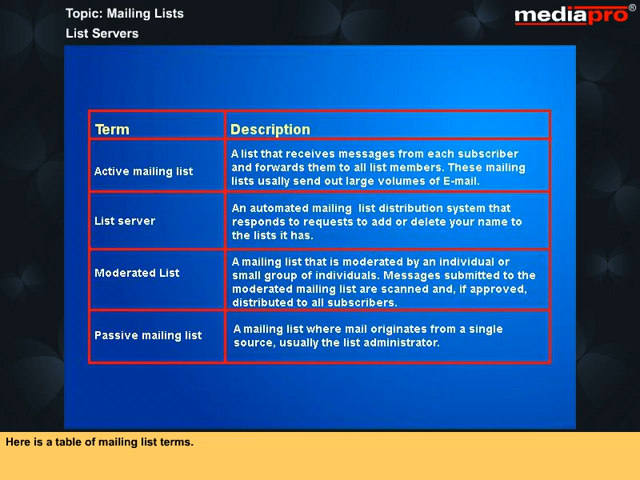 Topic: Mailing Lists
mediapro®
List Servers
Term
Description
Active mailing list
A list that receives messages from each subscriber
and forwards them to all list members. These mailing
lists usally send out large volumes of E-mail.
List server
An automated mailing list distribution system that
responds to requests to add or delete your name to
the lists it has.
Moderated List
A mailing list that is moderated by an individual or
small group of individuals. Messages submitted to the
moderated mailing list are scanned and, if approved,
distributed to all subscribers.
Passive mailing list
A mailing list where mail originates from a single
source, usually the list administrator.
Here is a table of mailing list terms.